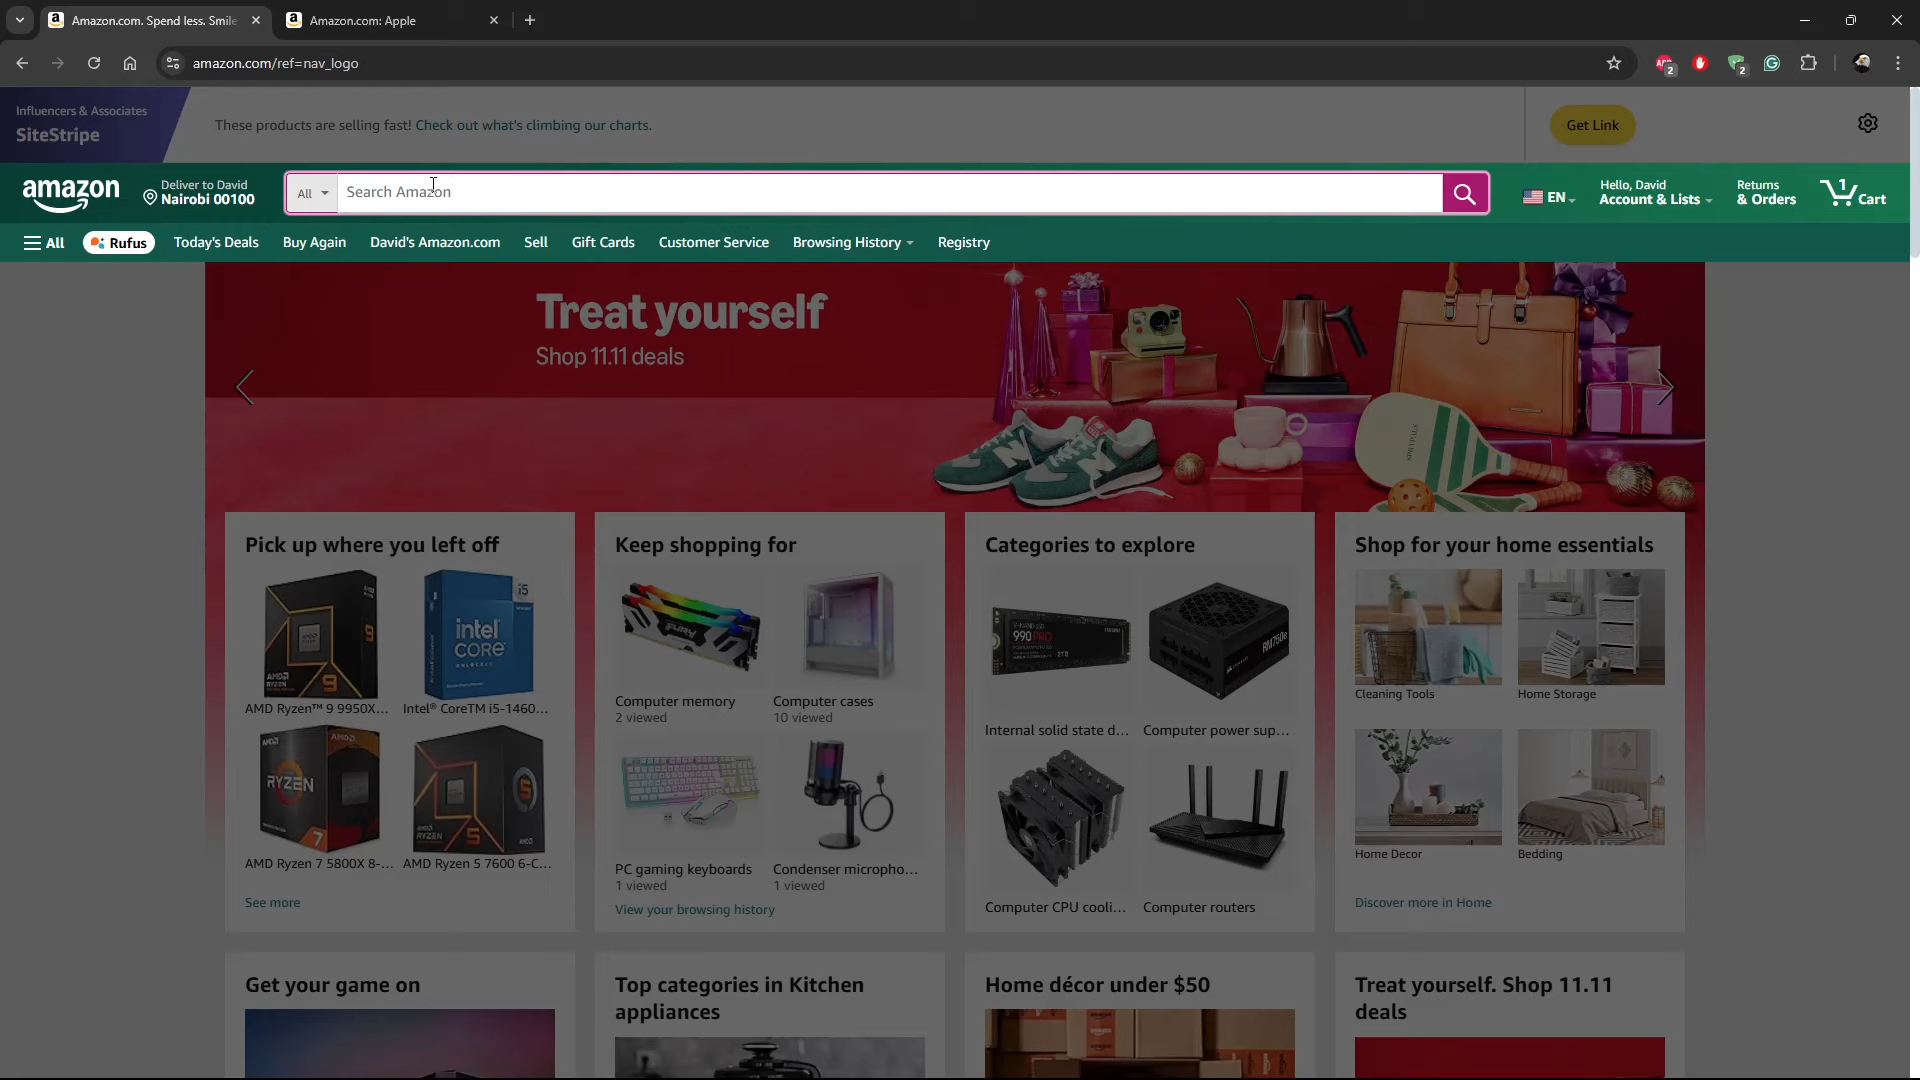 Amazon.com. Spend less. Smile
Amazon.com: Apple
amazon.com/ref=nav_logo
2
2
Influencers & Associates
SiteStripe
These products are selling fast! Check out what's climbing our charts.
Get Link
amazon
Deliver to David
Nairobi 00100
All
Search Amazon
EN
Hello, David
Account & Lists
Returns
& Orders
1
Cart
All
Rufus
Today's Deals
Buy Again
David's Amazon.com
Sell
Gift Cards
Customer Service
Browsing History
Registry
Treat yourself
Shop 11.11 deals
Pick up where you left off
AMD Ryzen™ 9 9950X...
Intel® CoreTM i5-1460...
AMD Ryzen 7 5800X 8-...
AMD Ryzen 5 7600 6-C...
See more
Keep shopping for
Computer memory
2 viewed
Computer cases
10 viewed
PC gaming keyboards
1 viewed
Condenser micropho...
1 viewed
View your browsing history
Categories to explore
Internal solid state d...
Computer power sup...
Computer CPU cooli...
Computer routers
Shop for your home essentials
Cleaning Tools
Home Storage
Home Decor
Bedding
Discover more in Home
Get your game on
Top categories in Kitchen
appliances
Home décor under $50
Treat yourself. Shop 11.11
deals